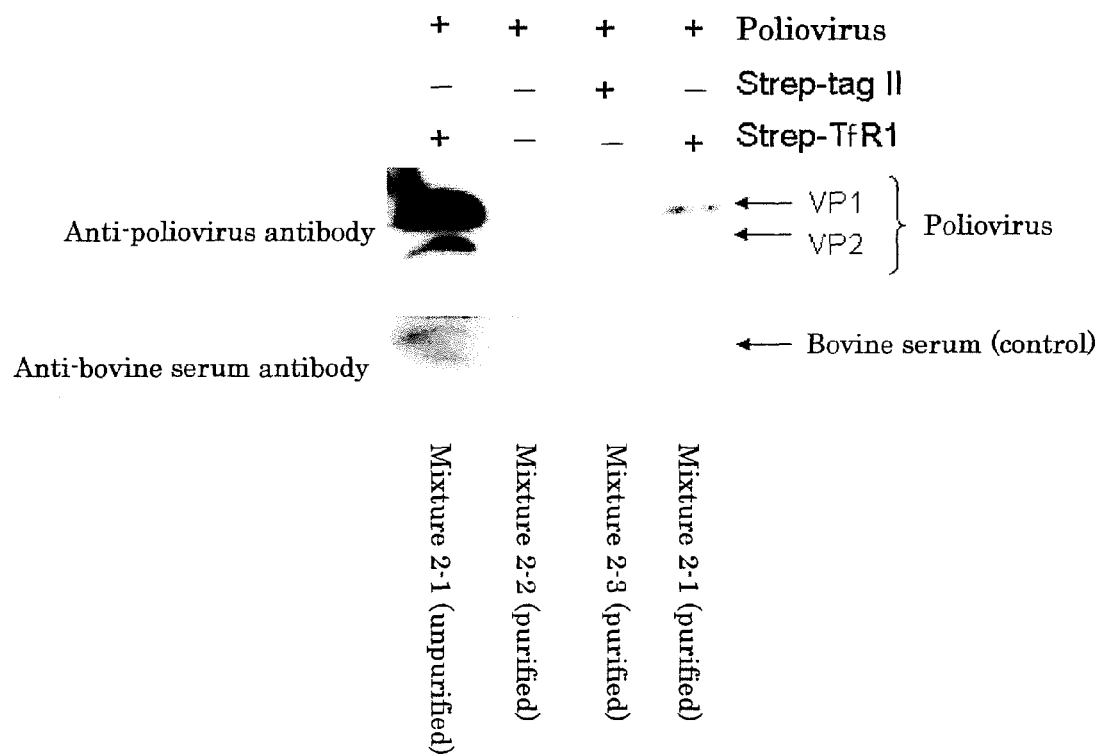 + + + + Poliovirus
− − + − Strep-tag II
+ − − + Strep-TfR1
Anti-poliovirus antibody
VP1
VP2
Poliovirus
Anti-bovine serum antibody
Bovine serum (control)
Mixture 2-1 (unpurified)
Mixture 2-2 (purified)
Mixture 2-3 (purified)
Mixture 2-1 (purified)